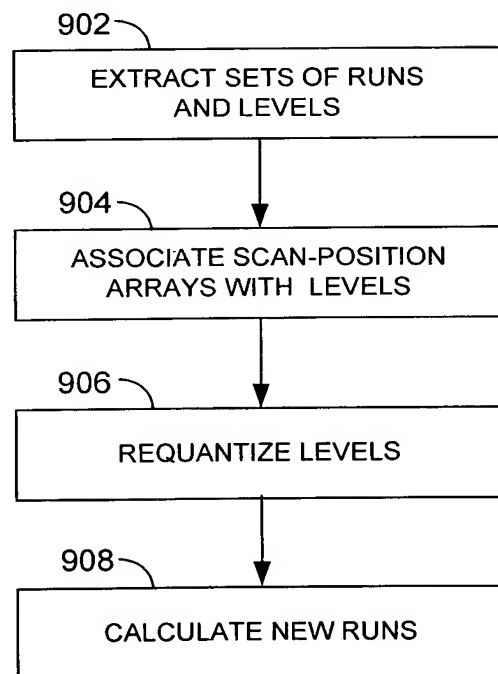 902
EXTRACT SETS OF RUNS
AND LEVELS
904
ASSOCIATE SCAN-POSITION
ARRAYS WITH LEVELS
906
REQUANTIZE LEVELS
908
CALCULATE NEW RUNS